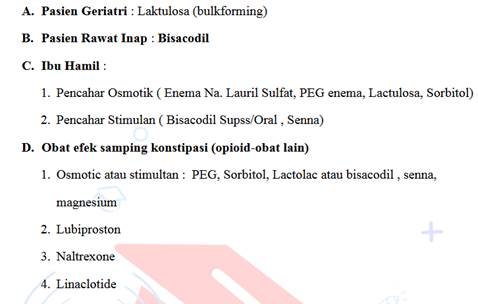 A. Pasien Geriatri : Laktulosa (bulkforming)
B. Pasien Rawat Inap : Bisacodil
C. Ibu Hamil :
1. Pencahar Osmotik ( Enema Na. Lauril Sulfat, PEG enema, Lactulosa, Sorbitol)
2. Pencahar Stimulan ( Bisacodil Supss/Oral , Senna)
D. Obat efek samping konstipasi (opioid-obat lain)
1. Osmotic atau stimultan : PEG, Sorbitol, Lactolac atau bisacodil , senna,
magnesium
2. Lubiproston
3. Naltrexone
4. Linaclotide